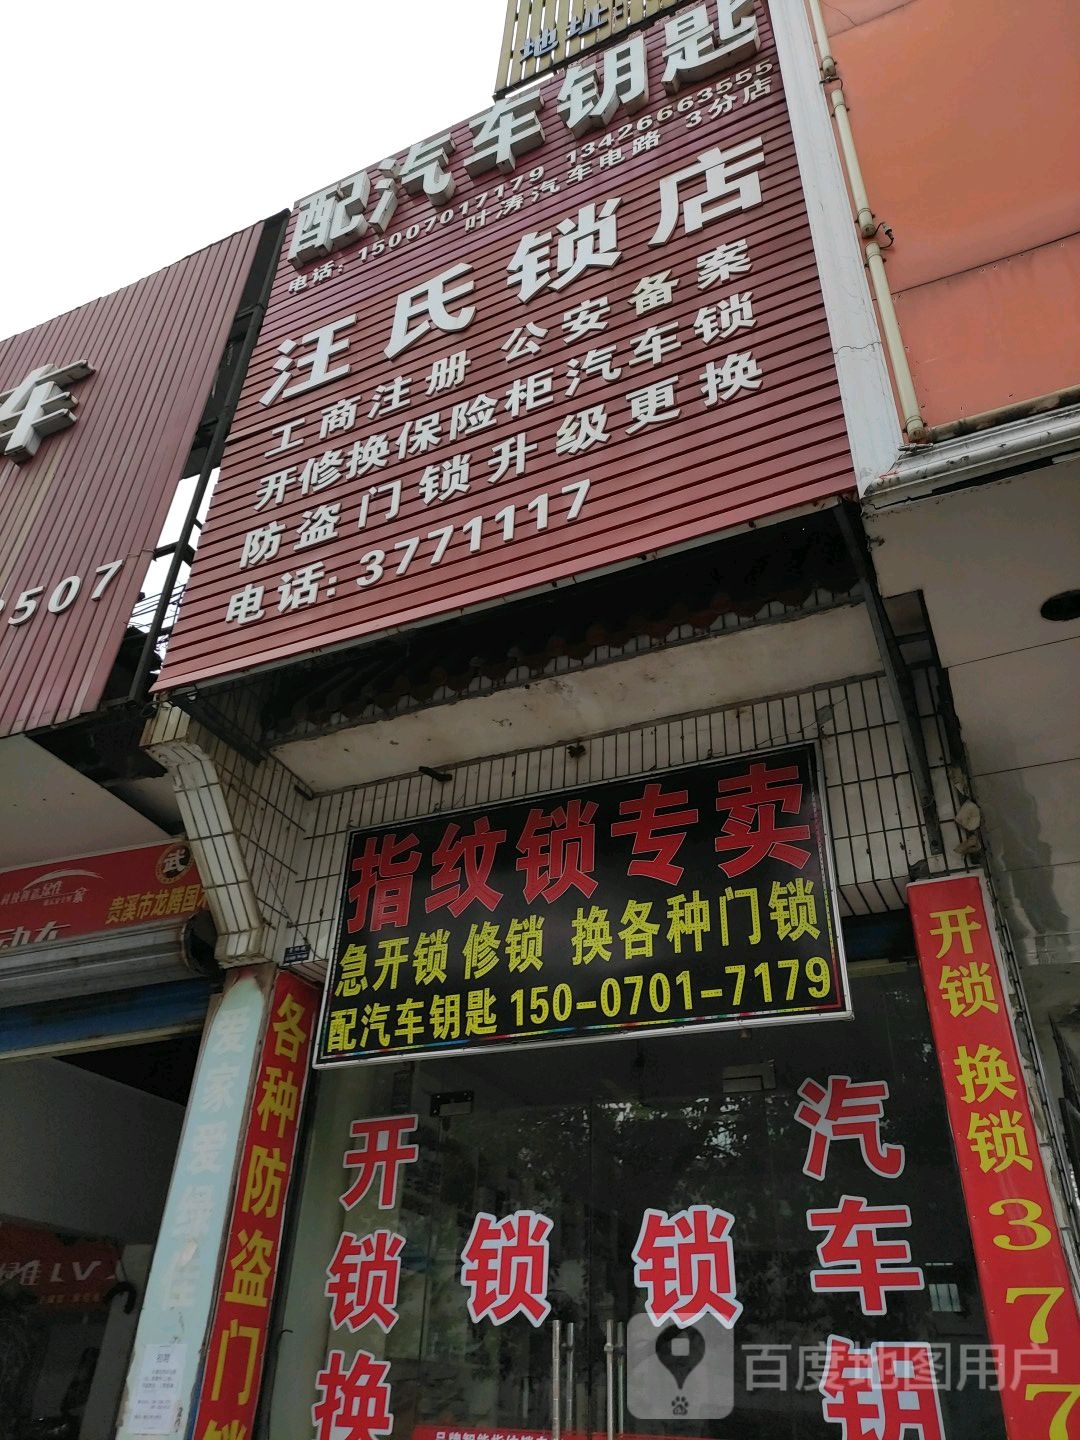 地址
配汽车钥匙
电话：15007017179 13426663555
叶涛汽车电路 3分店
汪氏锁店
工商注册 公安备案
开修换保险柜汽车锁
防盗门锁升级更换
电话：3771117
车
507
指纹锁专卖
急开锁 修锁 换各种门锁
配汽车钥匙 150-0701-7179
贵溪市龙腾国
各种防盗门锁
开锁 换锁377
开锁换
锁
锁
汽车钥
百度地图用户